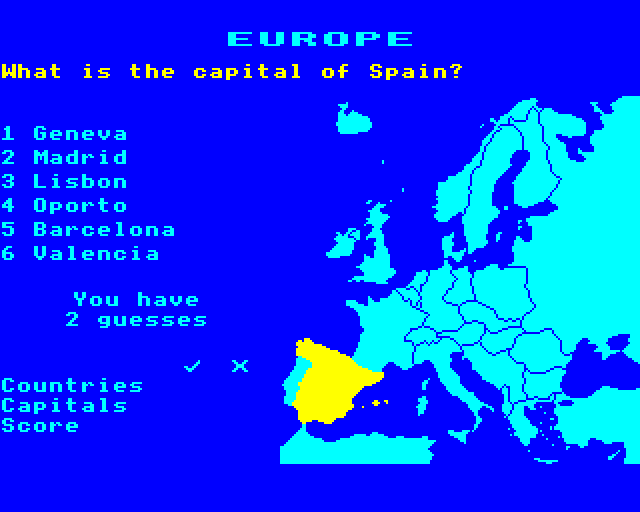 EUROPE
What is the capital of Spain?
1 Geneva
2 Madrid
3 Lisbon
4 Oporto
5 Barcelona
6 Valencia
You have
2 guesses
✓ ✗
Countries
Capitals
Score